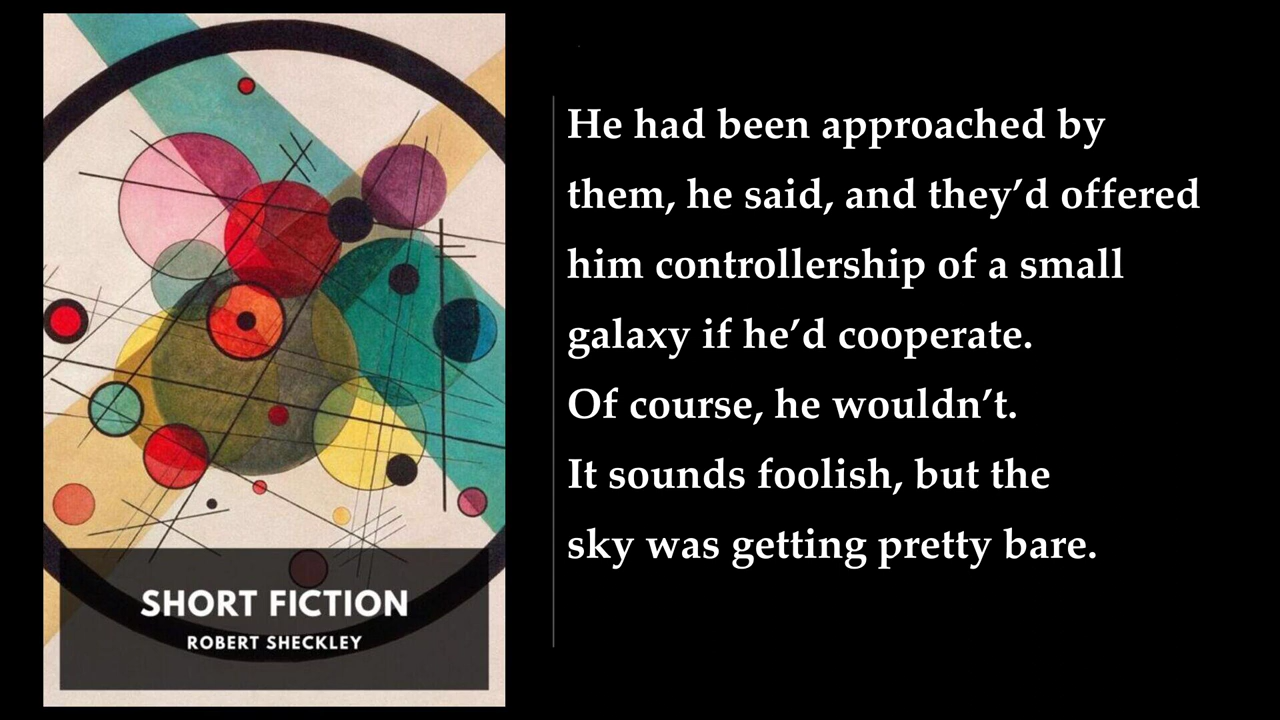 He had been approached by
them, he said, and they’d offered
him controllership of a small
galaxy if he’d cooperate.
Of course, he wouldn’t.
It sounds foolish, but the
sky was getting pretty bare.
SHORT FICTION
ROBERT SHECKLEY